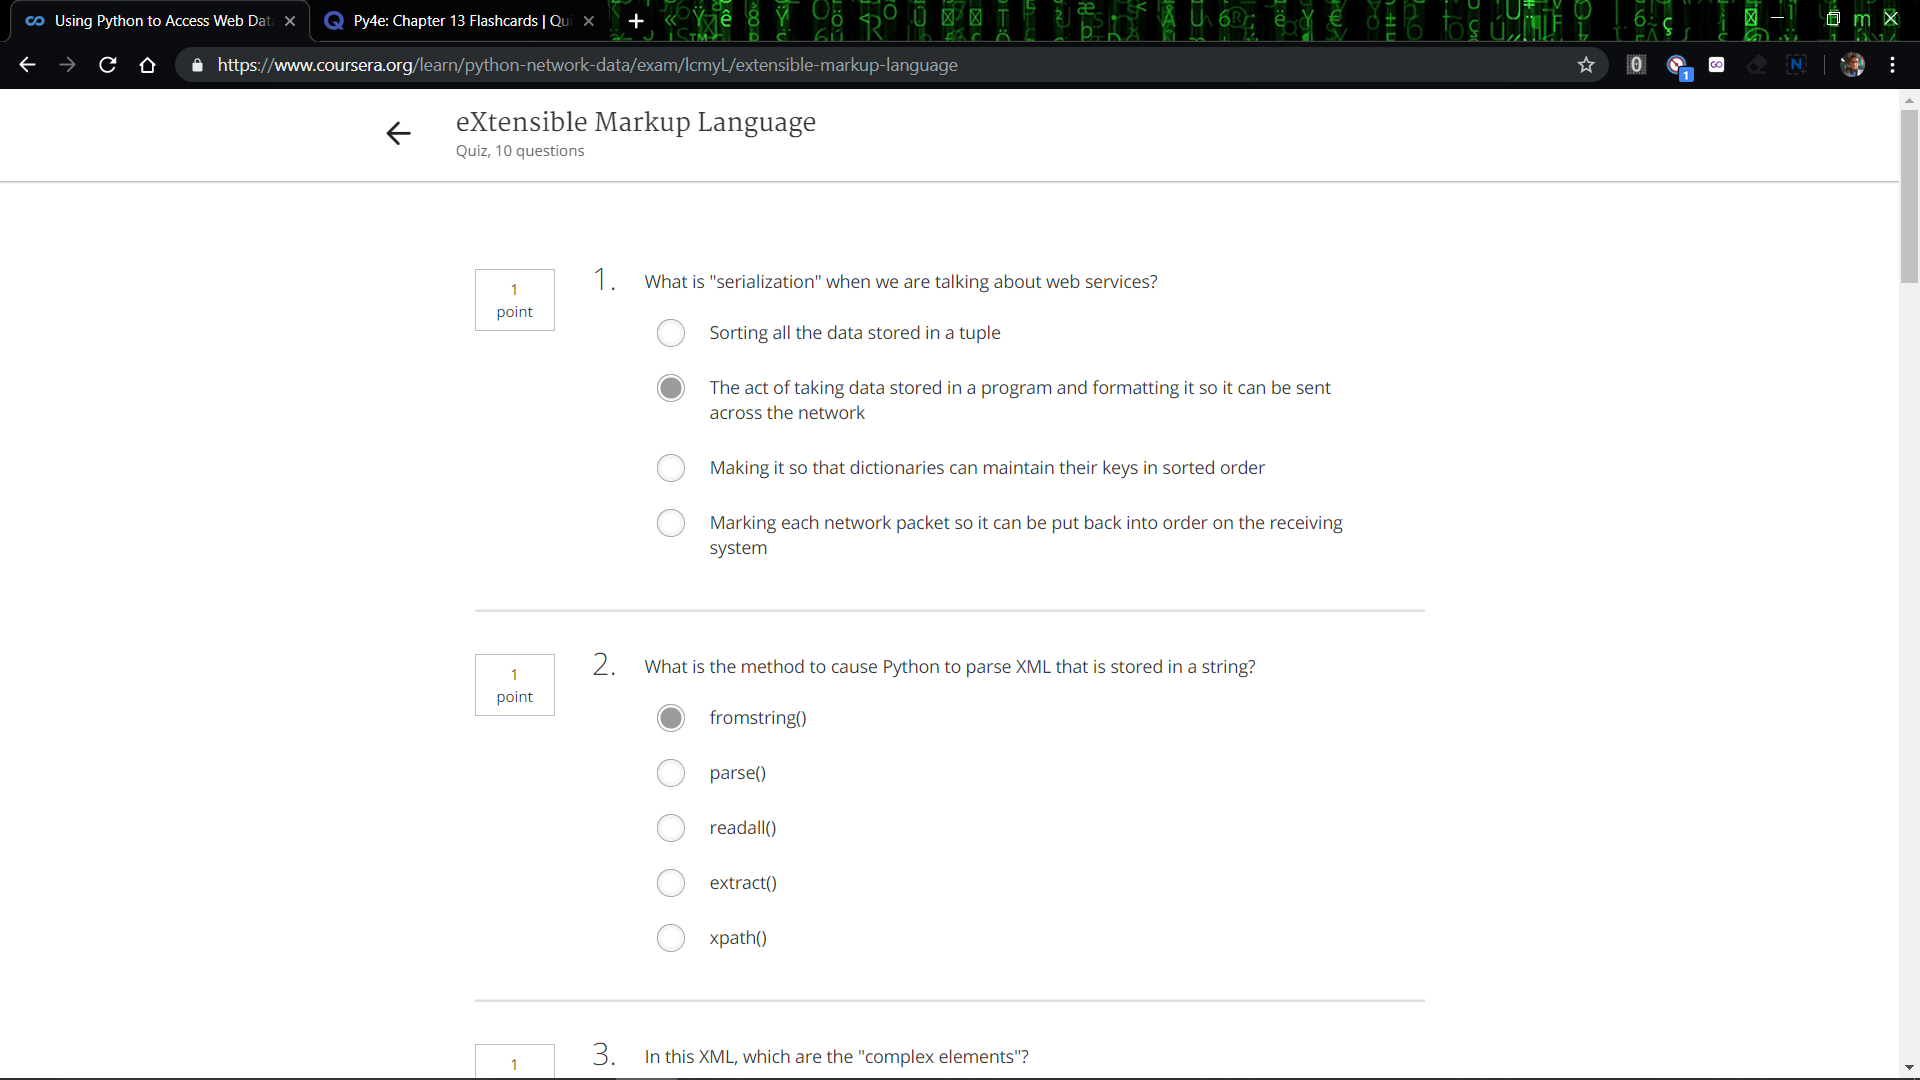 Using Python to Access Web Dat
Py4e: Chapter 13 Flashcards | Qui
https://www.coursera.org/learn/python-network-data/exam/lcmyL/extensible-markup-language
1
eXtensible Markup Language
Quiz, 10 questions
1
point
1.
What is "serialization" when we are talking about web services?
Sorting all the data stored in a tuple
The act of taking data stored in a program and formatting it so it can be sent
across the network
Making it so that dictionaries can maintain their keys in sorted order
Marking each network packet so it can be put back into order on the receiving
system
1
point
2.
What is the method to cause Python to parse XML that is stored in a string?
fromstring()
parse()
readall()
extract()
xpath()
1
3.
In this XML, which are the "complex elements"?